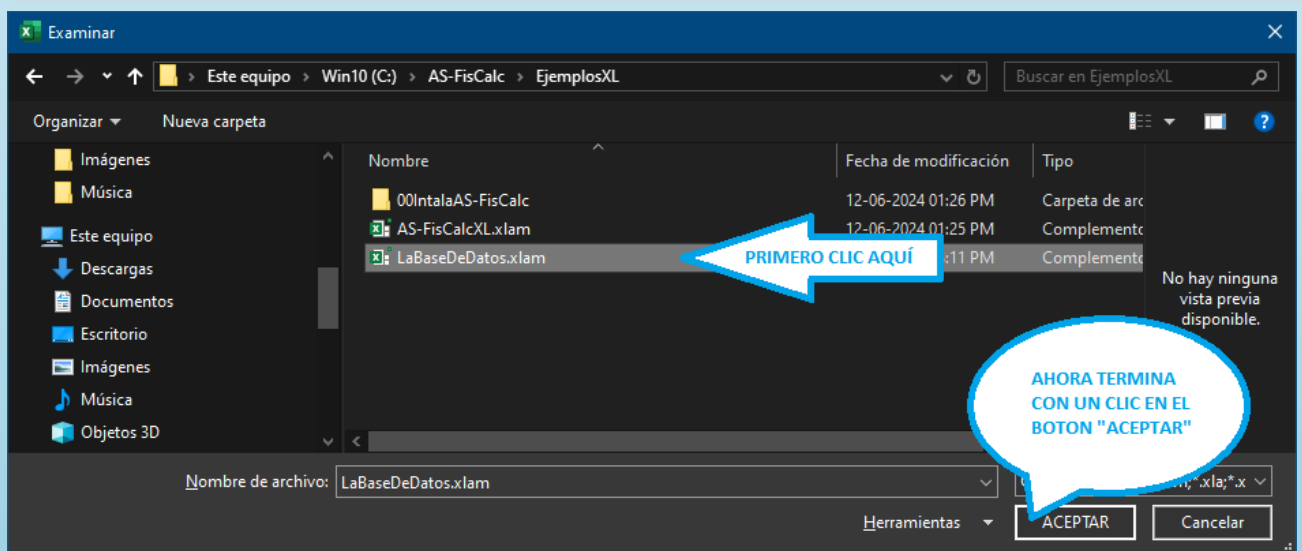 Examinar
Este equipo > Win10 (C:) > AS-FisCalc > EjemplosXL
Buscar en EjemplosXL
Organizar
Nueva carpeta
Imágenes
Música
Este equipo
Descargas
Documentos
Escritorio
Imágenes
Música
Objetos 3D
Nombre
Fecha de modificación
Tipo
00IntalaAS-FisCalc
12-06-2024 01:26 PM
Carpeta de arc
AS-FisCalcXL.xlam
12-06-2024 01:25 PM
Complemento
LaBaseDeDatos.xlam
:11 PM
Complemento
PRIMERO CLIC AQUÍ
No hay ninguna
vista previa
disponible.
AHORA TERMINA
CON UN CLIC EN EL
BOTON "ACEPTAR"
Nombre de archivo:
LaBaseDeDatos.xlam
*.xla;*.x
Herramientas
ACEPTAR
Cancelar